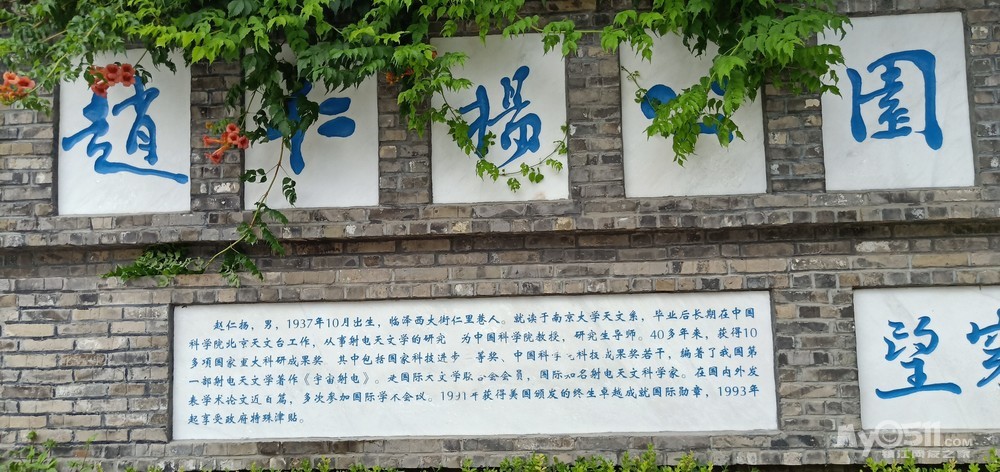 趙仁揚 园
赵仁扬，男，1937年10月出生，临泽西大街仁里巷人。就读于南京大学天文系，毕业后长期在中国
科学院北京天文台工作，从事射电天文学的研究 为中国科学院教授，研究生导师。40多年来，获得10
多项国家重大科研成果奖 其中包括国家科技进步二等奖、中国科学院科技成果奖若干，编著了我国第
一部射电天文学著作《宇宙射电》。是国际天文学联合会会员，国际知名射电天文科学家。在国内外发
表学术论文近百篇，多次参加国际学术会议。1991年获得美国颁发的终生卓越成就国际勋章，1993年
起享受政府特殊津贴。
望
Ay0511.COM
镇江网友之家